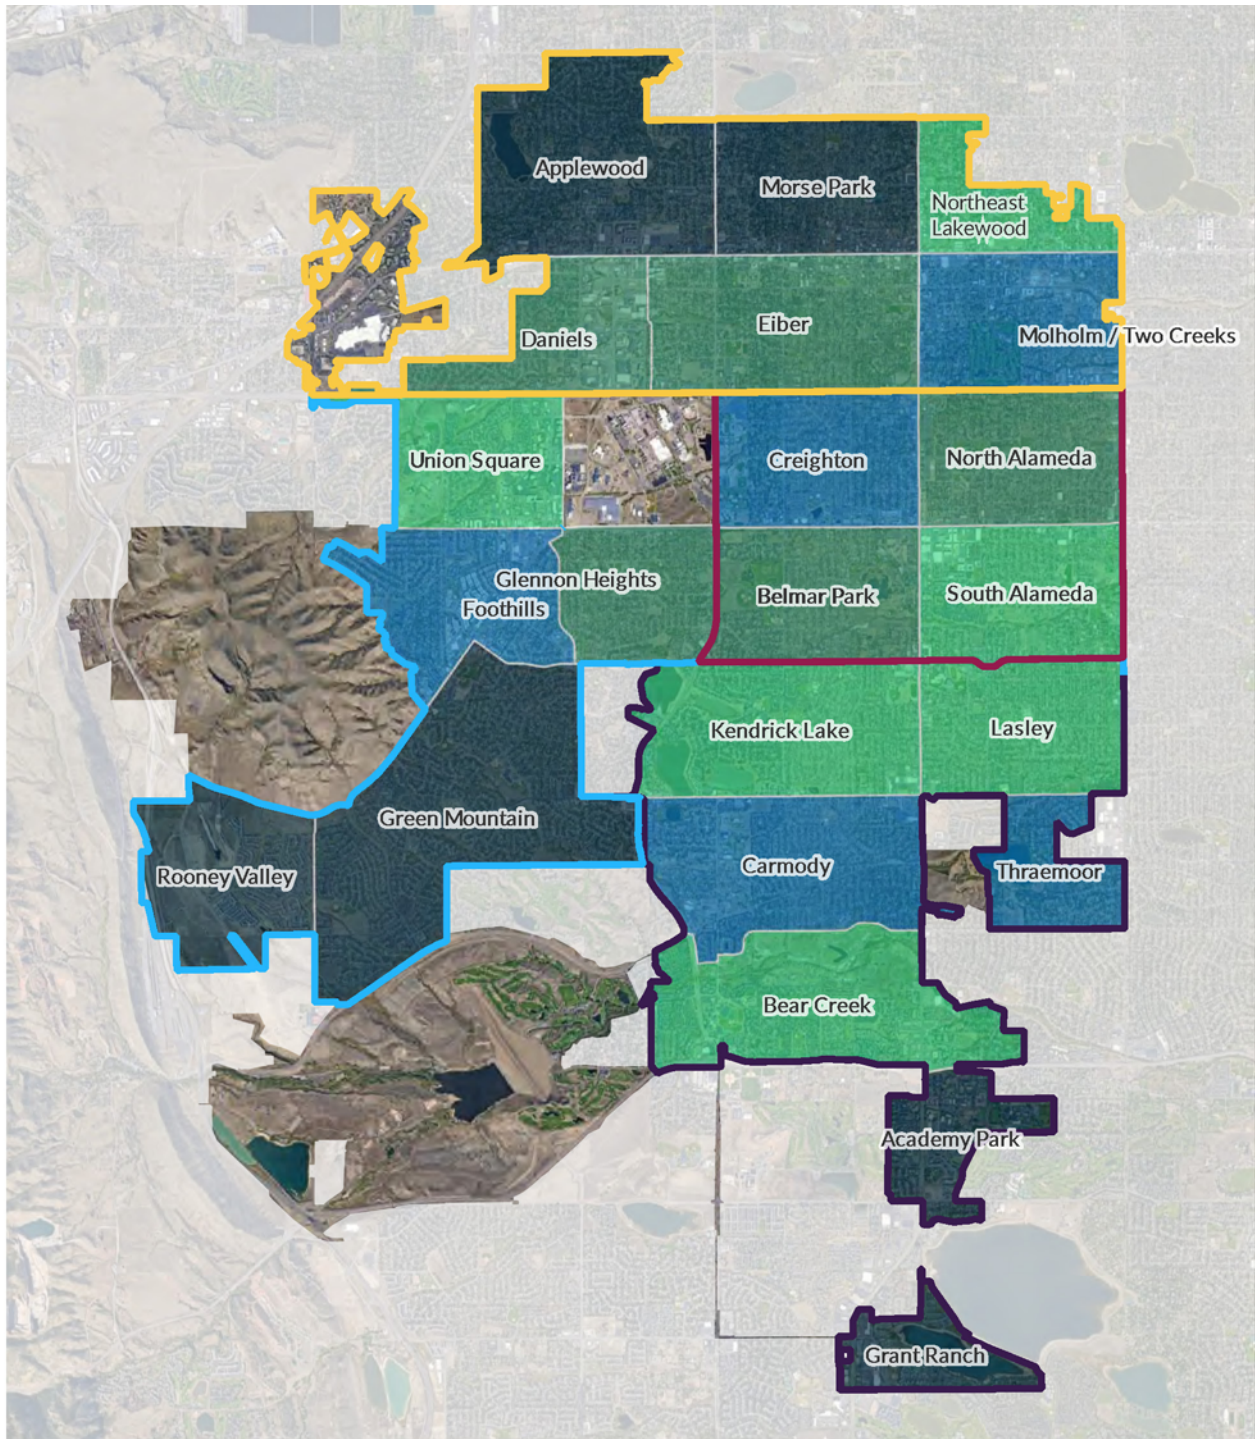 Applewood
Morse Park
Northeast
Lakewood
Daniels
Eiber
Molholm / Two Creeks
Union Square
Creighton
North Alameda
Glennon Heights
Foothills
Belmar Park
South Alameda
Kendrick Lake
Lasley
Green Mountain
Rooney Valley
Carmody
Thraemoor
Bear Creek
Academy Park
Grant Ranch